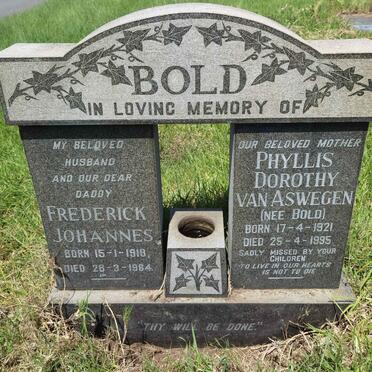 BOLD
IN LOVING MEMORY OF
MY BELOVED
HUSBAND
AND OUR DEAR
DADDY
FREDERICK
JOHANNES
BORN 15-1-1918
DIED 26-3-1964
OUR BELOVED MOTHER
PHYLLIS
DOROTHY
VAN ASWEGEN
(NEE BOLD)
BORN 17-4-1921
DIED 25-4-1995
SADLY MISSED BY YOUR
CHILDREN
TO LIVE IN OUR HEARTS
IS NOT TO DIE
"THY WILL BE DONE."